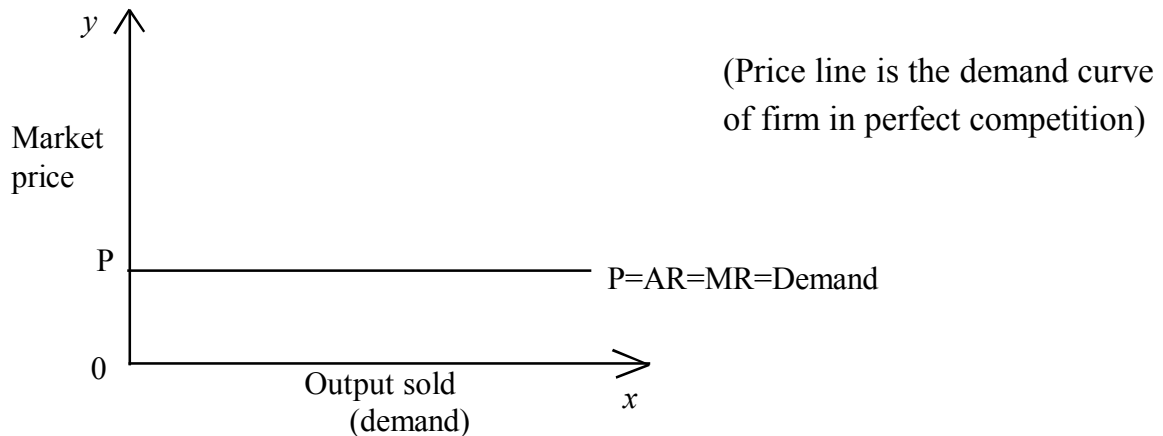 y
(Price line is the demand curve
of firm in perfect competition)
Market
price
P
P=AR=MR=Demand
0
Output sold
(demand)
x